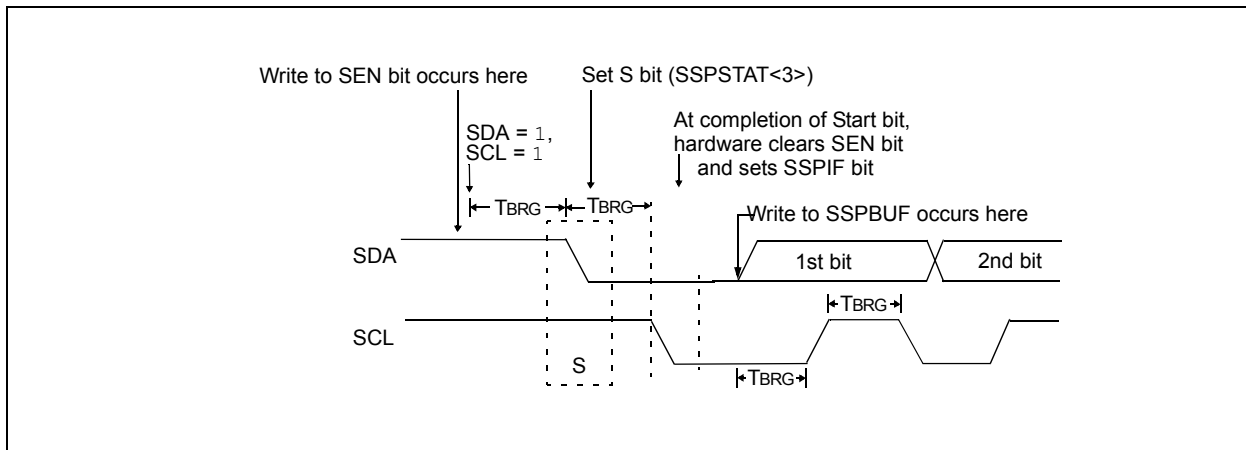 Write to SEN bit occurs here
Set S bit (SSPSTAT<3>)
SDA = 1,
SCL = 1
At completion of Start bit,
hardware clears SEN bit
and sets SSPIF bit
TBRG
TBRG
Write to SSPBUF occurs here
SDA
1st bit
2nd bit
TBRG
SCL
S
TBRG